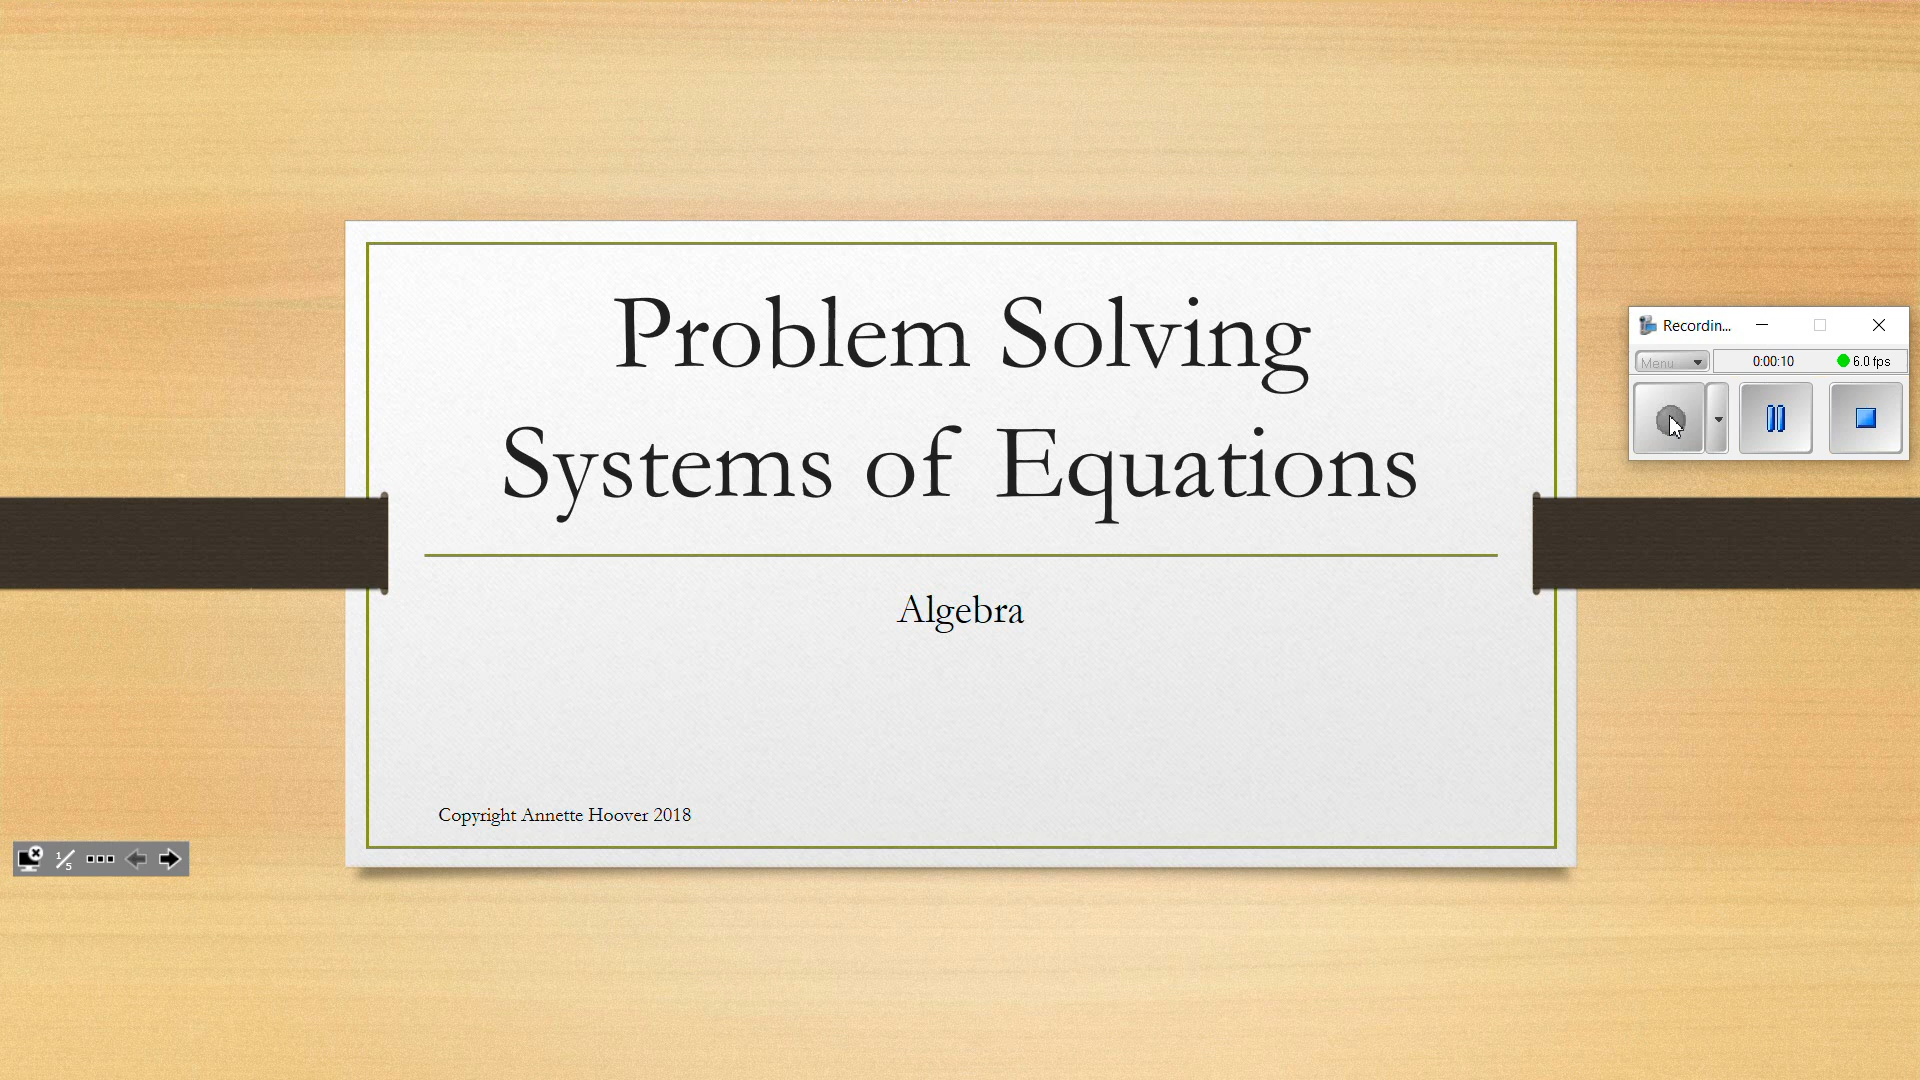 Problem Solving
Systems of Equations
Algebra
Copyright Annette Hoover 2018
Recordin...
Menu
0:00:10
6.0 fps
1/5